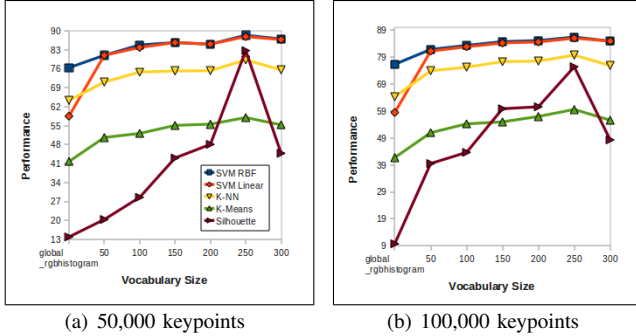 90
83
76
69
62
55
48
41
34
27
20
13
Performance
SVM RBF
SVM Linear
K-NN
K-Means
Silhouette
global
_rgbhistogram
50
100
150
200
250
300
Vocabulary Size
(a) 50,000 keypoints
89
79
69
59
49
39
29
19
9
Performance
global
_rgbhistogram
50
100
150
200
250
300
Vocabulary Size
(b) 100,000 keypoints